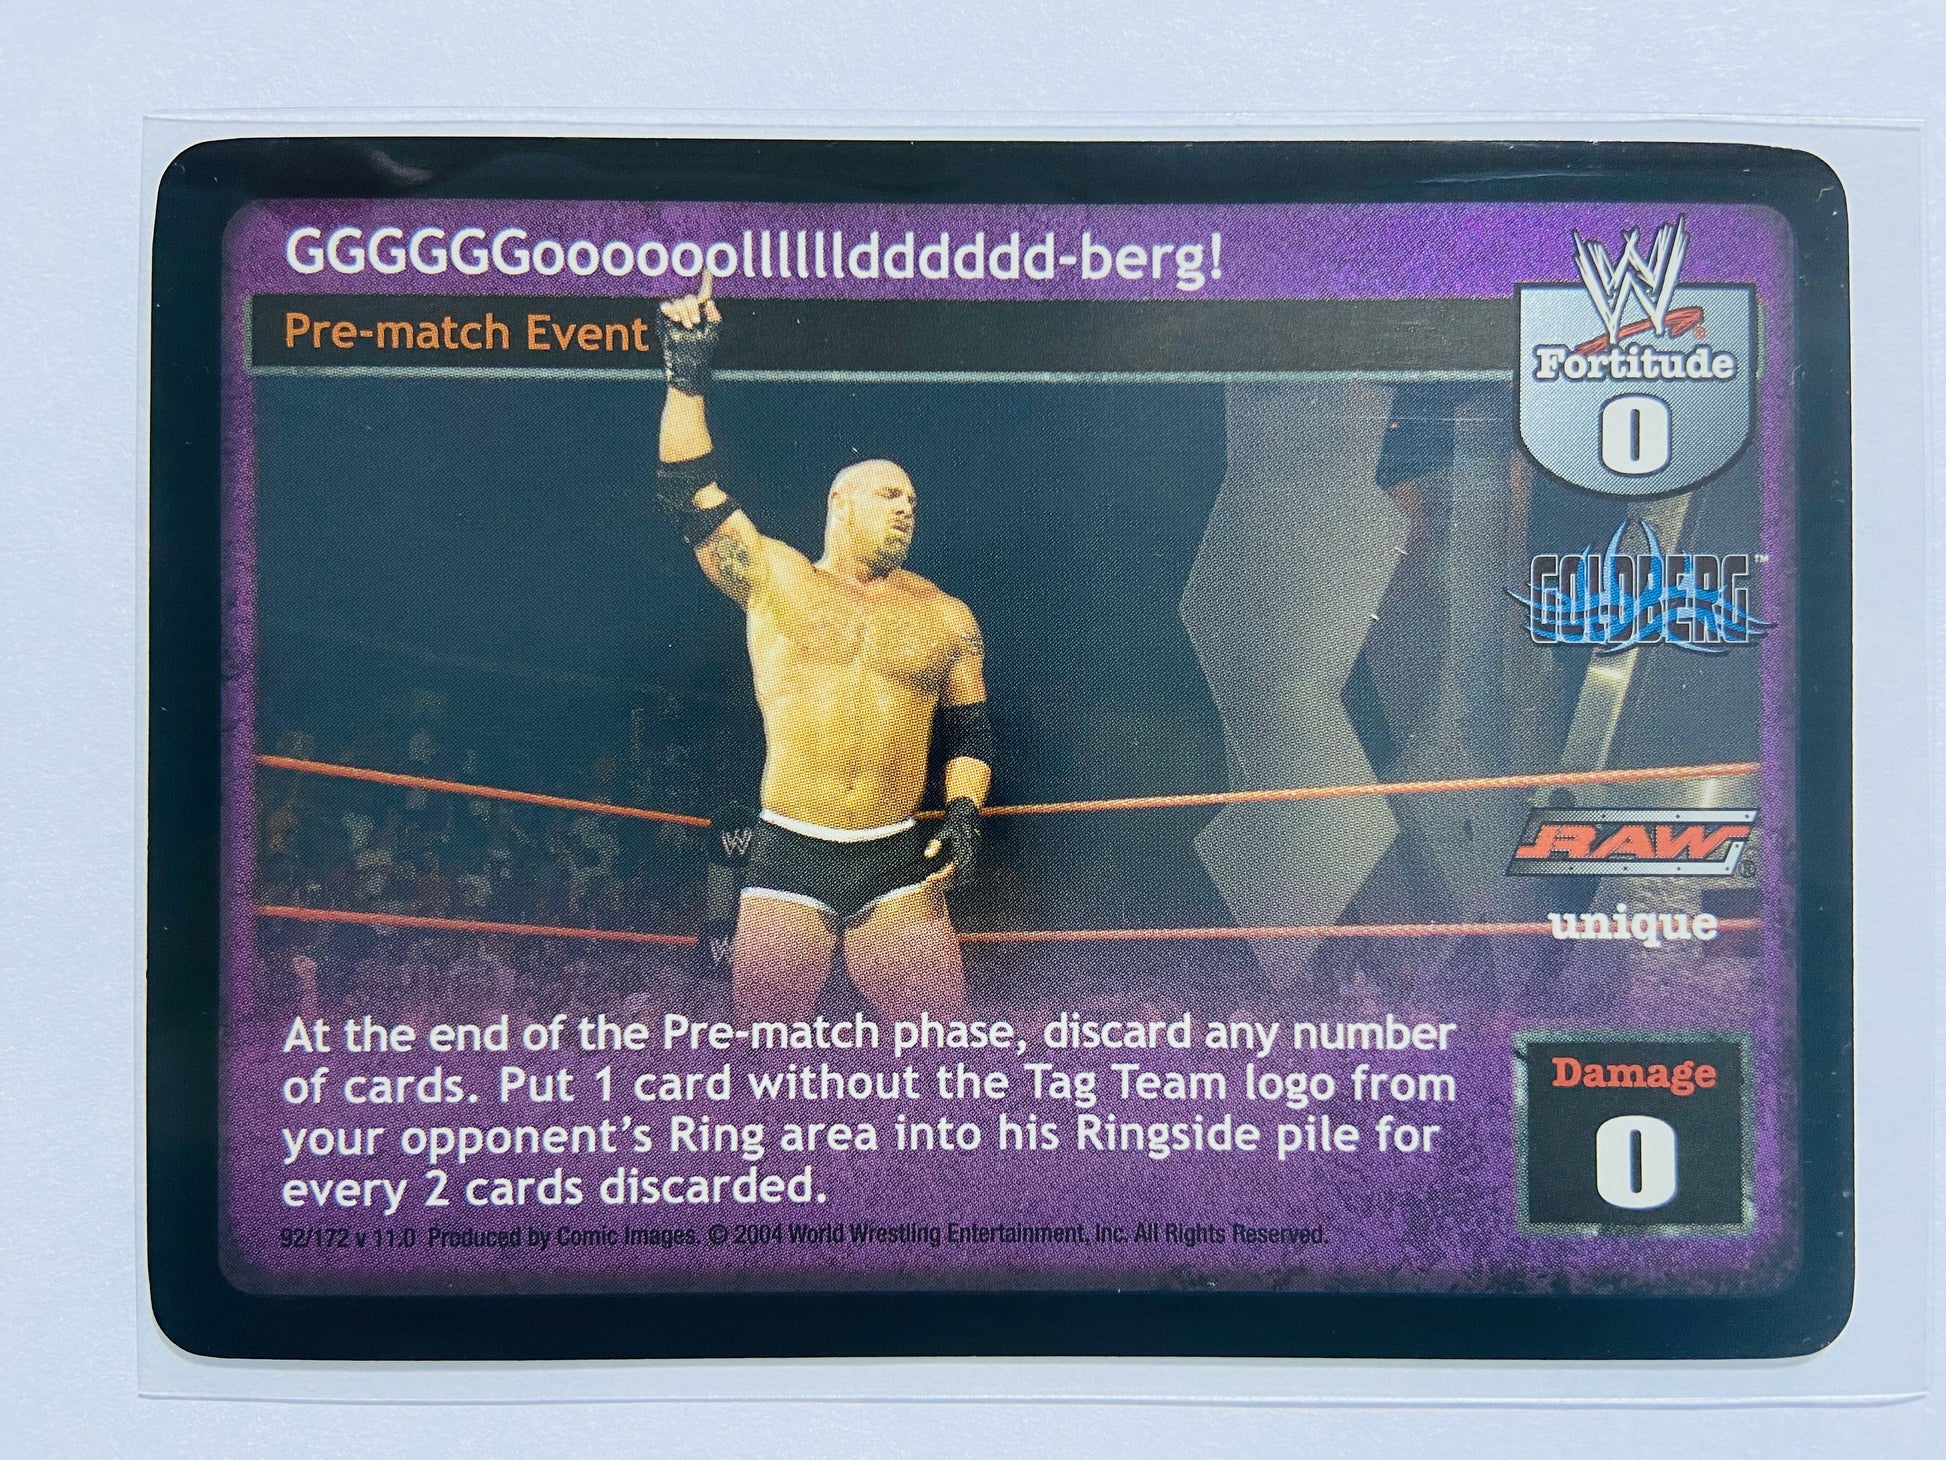 GGGGGGoooooolllllldddddd-berg!
Pre-match Event
W
Fortitude
0
GOLDBERG™
RAW®
unique
At the end of the Pre-match phase, discard any number
of cards. Put 1 card without the Tag Team logo from
your opponent's Ring area into his Ringside pile for
every 2 cards discarded.
Damage
0
92/172 v 11.0 Produced by Comic Images. © 2004 World Wrestling Entertainment, Inc. All Rights Reserved.